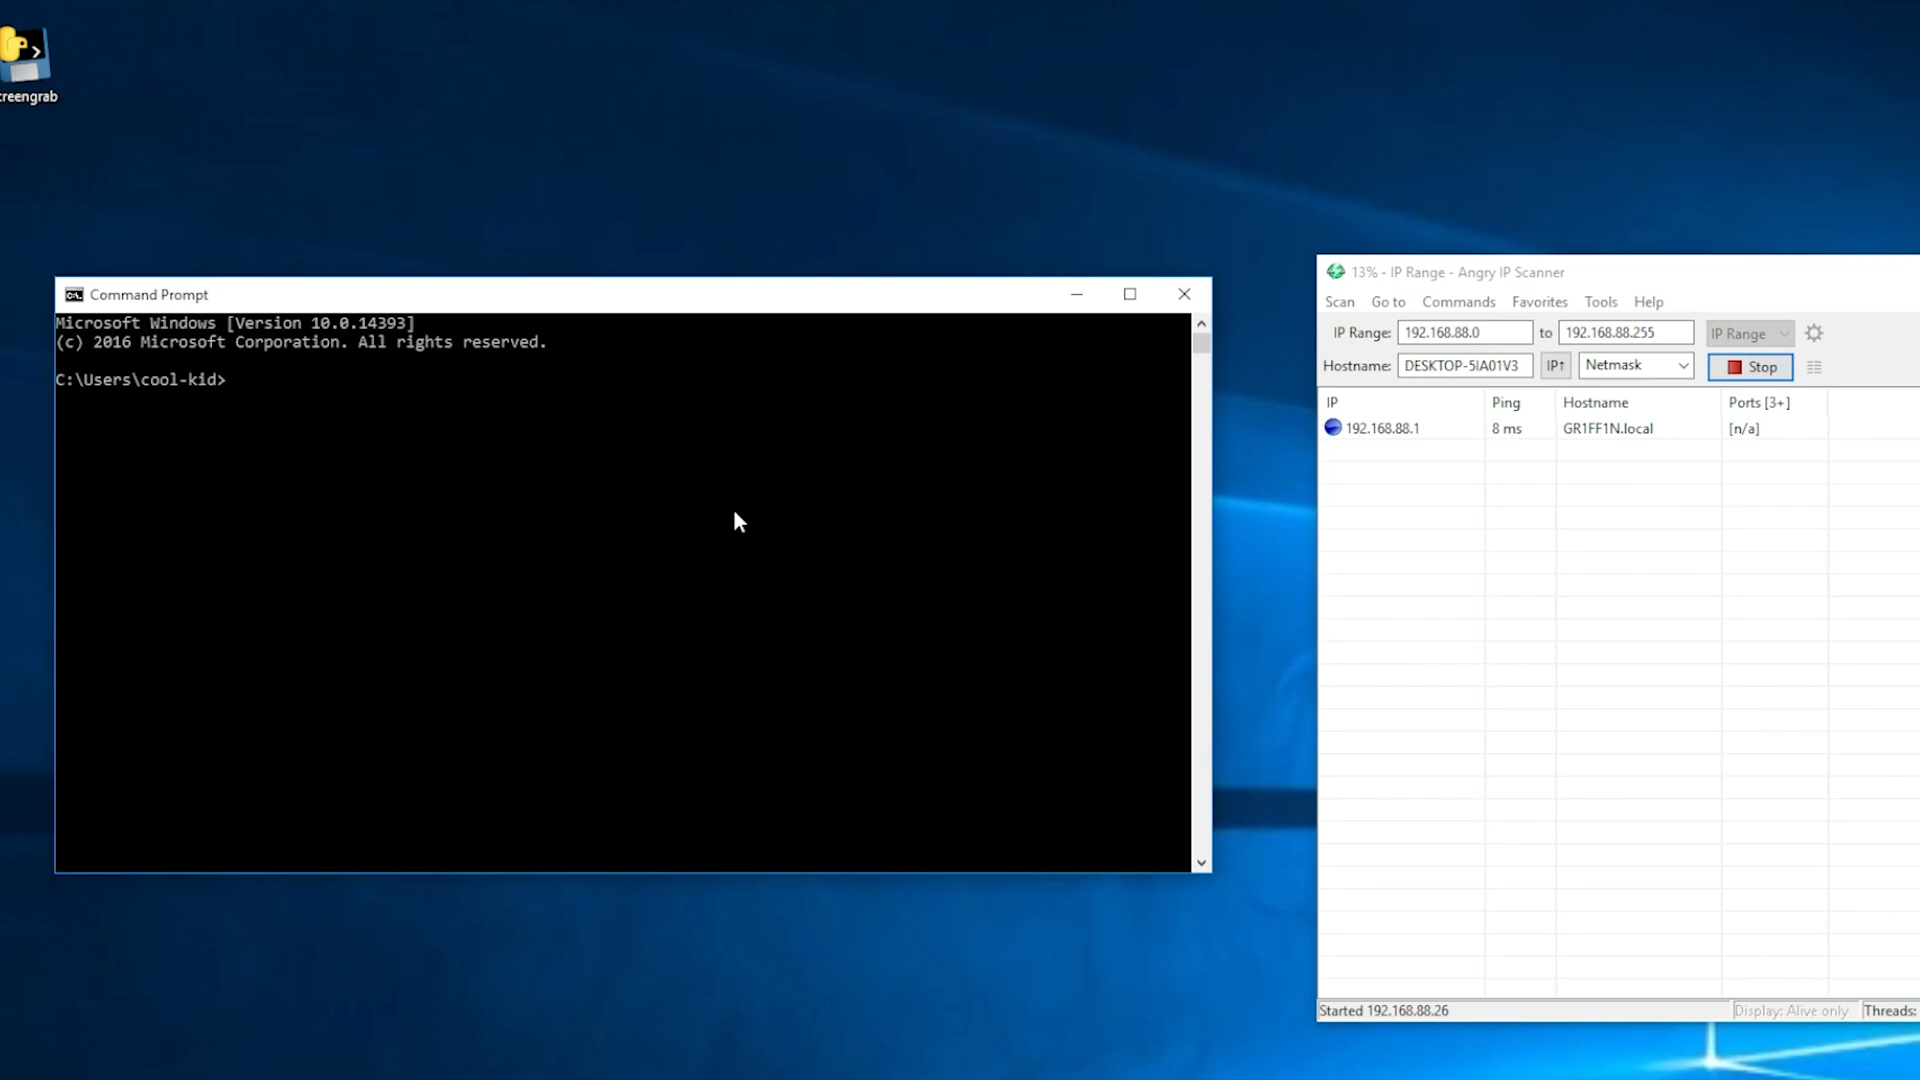 reengrab
Command Prompt
Microsoft Windows [Version 10.0.14393]
(c) 2016 Microsoft Corporation. All rights reserved.
C:\Users\cool-kid>
13% - IP Range - Angry IP Scanner
Scan Go to Commands Favorites Tools Help
IP Range: 192.168.88.0 to 192.168.88.255 IP Range
Hostname: DESKTOP-5IA01V3 IP↑ Netmask Stop
IP Ping Hostname Ports [3+]
192.168.88.1 8 ms GR1FF1N.local [n/a]
Started 192.168.88.26 Display: Alive only Threads: